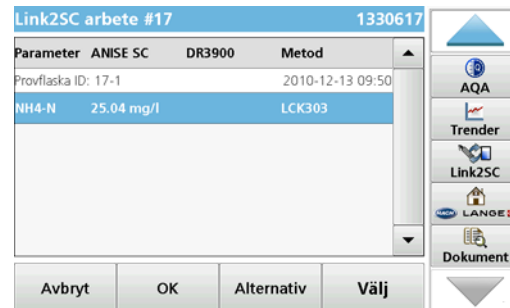 Link2SC arbete #17 1330617
Parameter ANISE SC DR3900 Metod
Provflaska ID: 17-1 2010-12-13 09:50
NH4-N 25.04 mg/l LCK303
Avbryt OK Alternativ Välj
AQA
Trender
Link2SC
HACH LANGE
Dokument